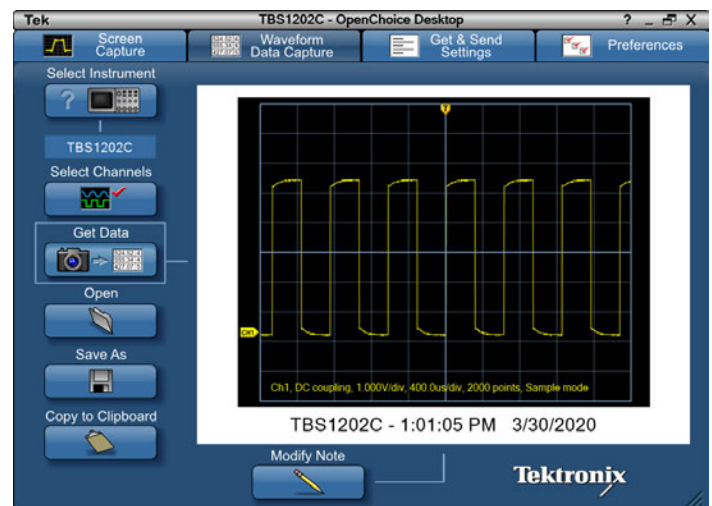 Tek
TBS1202C - OpenChoice Desktop
? _ X
Screen
Capture
Waveform
Data Capture
Get & Send
Settings
Preferences
Select Instrument
?
TBS1202C
Select Channels
Get Data
Open
Save As
Copy to Clipboard
T
CH1
Ch1, DC coupling, 1.000V/div, 400.0us/div, 2000 points, Sample mode
TBS1202C - 1:01:05 PM 3/30/2020
Modify Note
Tektronix